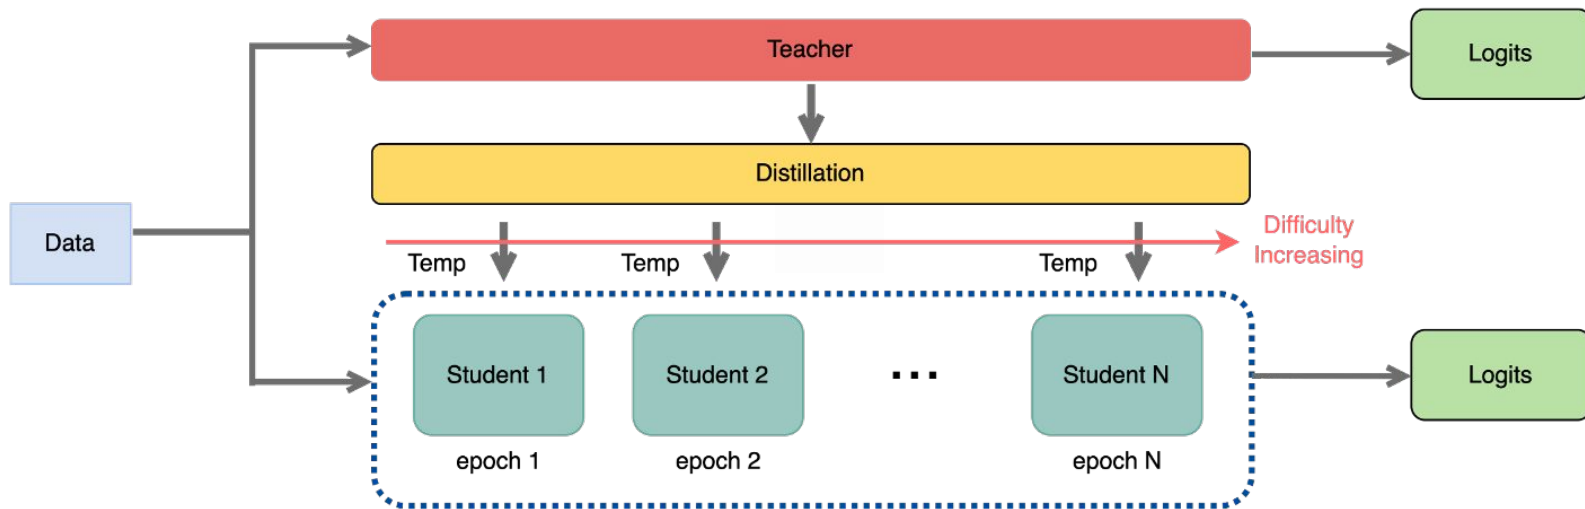 Teacher
Logits
Distillation
Data
Difficulty
Increasing
Temp
Temp
Temp
Student 1
Student 2
...
Student N
Logits
epoch 1
epoch 2
epoch N